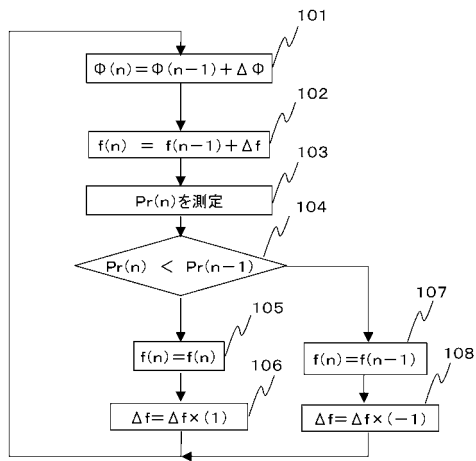 101
Φ(n)=Φ(n−1)+ΔΦ
102
f(n) = f(n−1)+Δf
103
Pr(n)を測定
104
Pr(n) < Pr(n−1)
105
f(n)=f(n)
106
Δf=Δf×(1)
107
f(n)=f(n−1)
108
Δf=Δf×(−1)